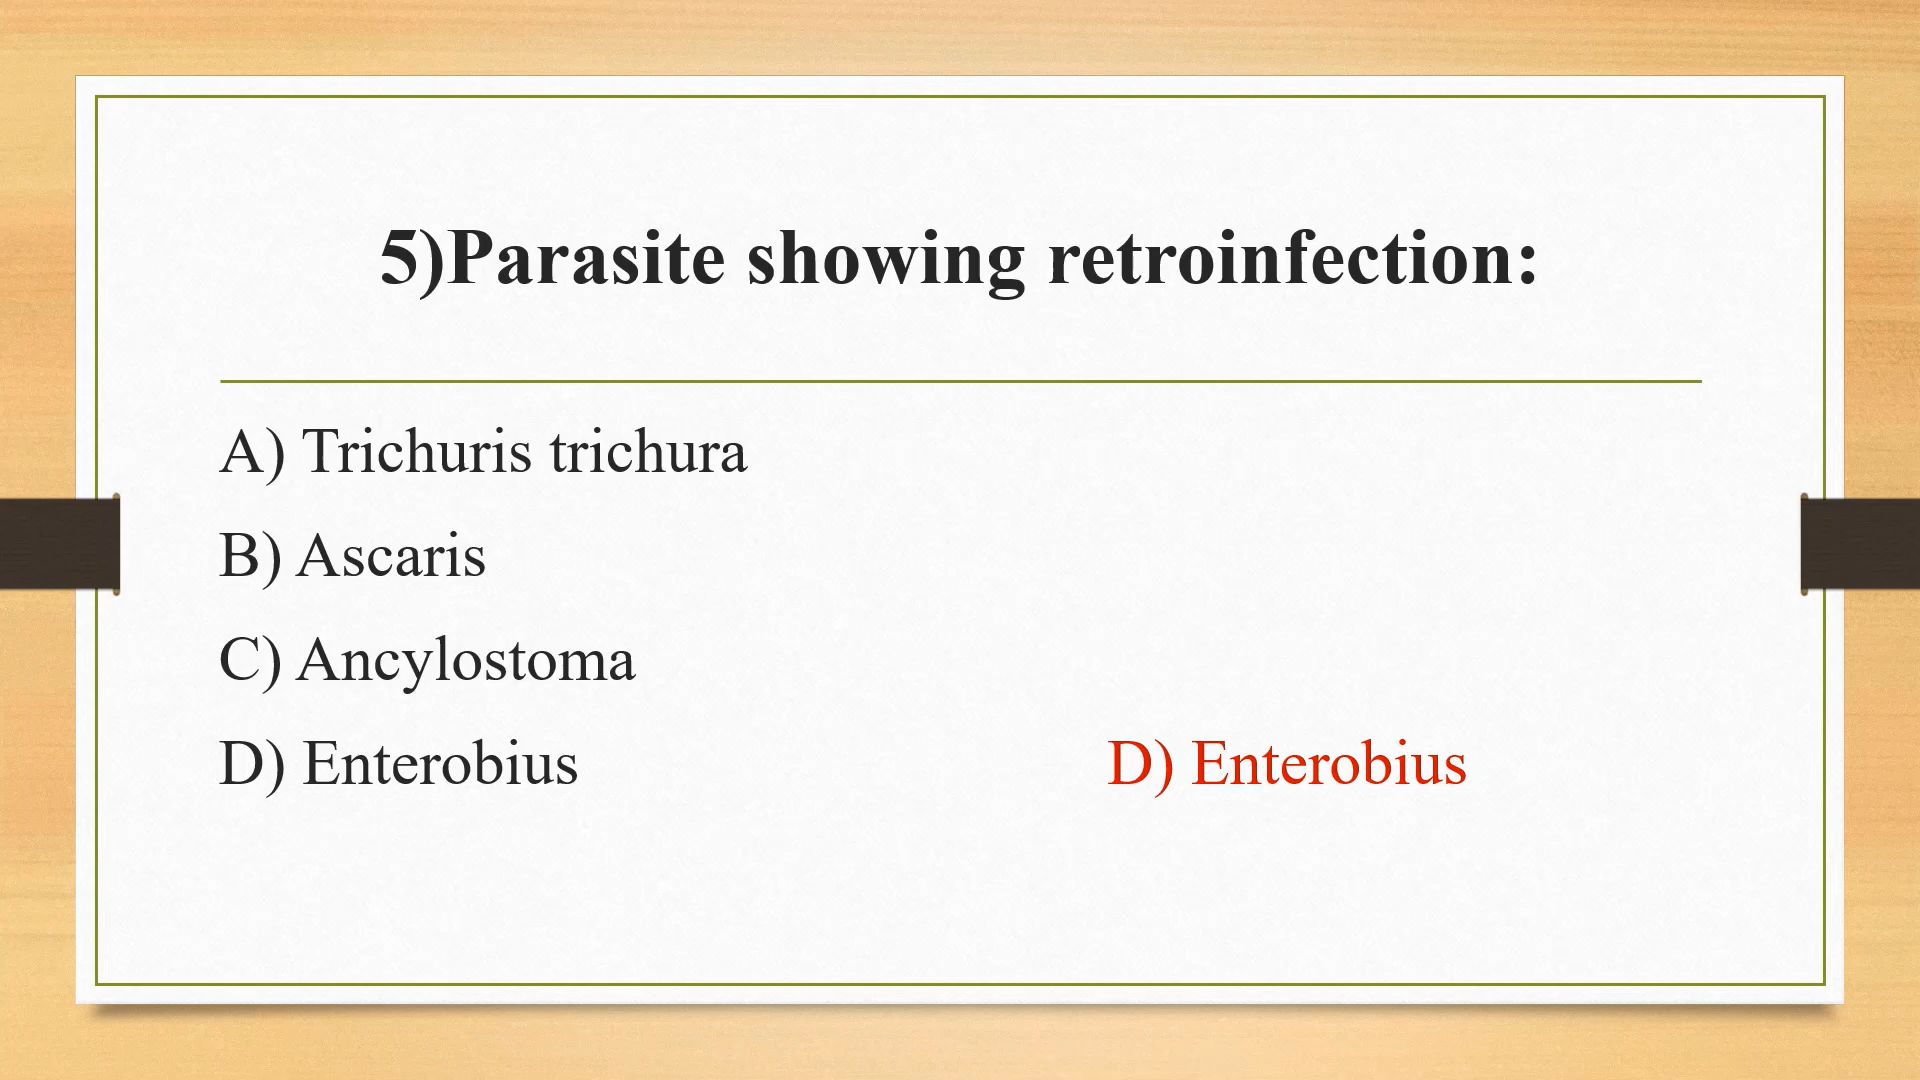 5)Parasite showing retroinfection:
A) Trichuris trichura
B) Ascaris
C) Ancylostoma
D) Enterobius
D) Enterobius